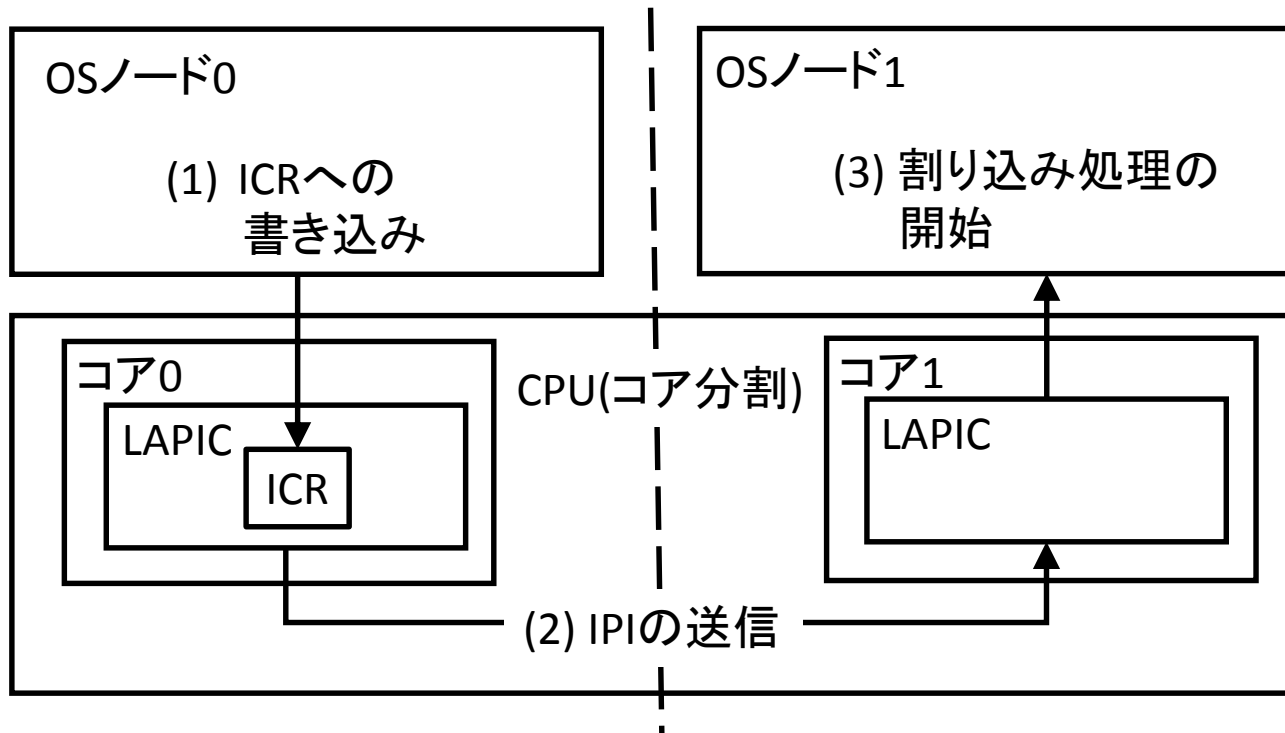 OSノード0
(1) ICRへの
書き込み
OSノード1
(3) 割り込み処理の
開始
コア0
LAPIC
ICR
CPU(コア分割)
コア1
LAPIC
(2) IPIの送信